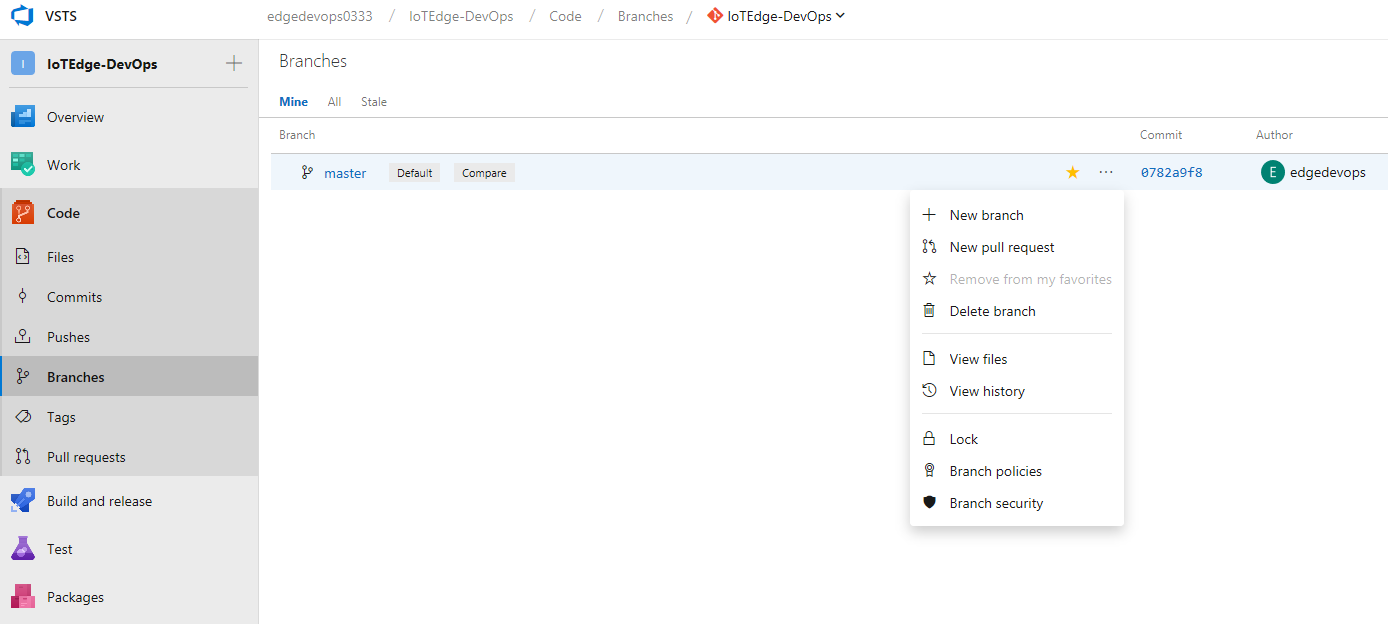 VSTS
edgedevops0333 / IoTEdge-DevOps / Code / Branches / IoTEdge-DevOps
I IoTEdge-DevOps
Overview
Work
Code
Files
Commits
Pushes
Branches
Tags
Pull requests
Build and release
Test
Packages
Branches
Mine All Stale
Branch Commit Author
master Default Compare 0782a9f8 E edgedevops
New branch
New pull request
Remove from my favorites
Delete branch
View files
View history
Lock
Branch policies
Branch security